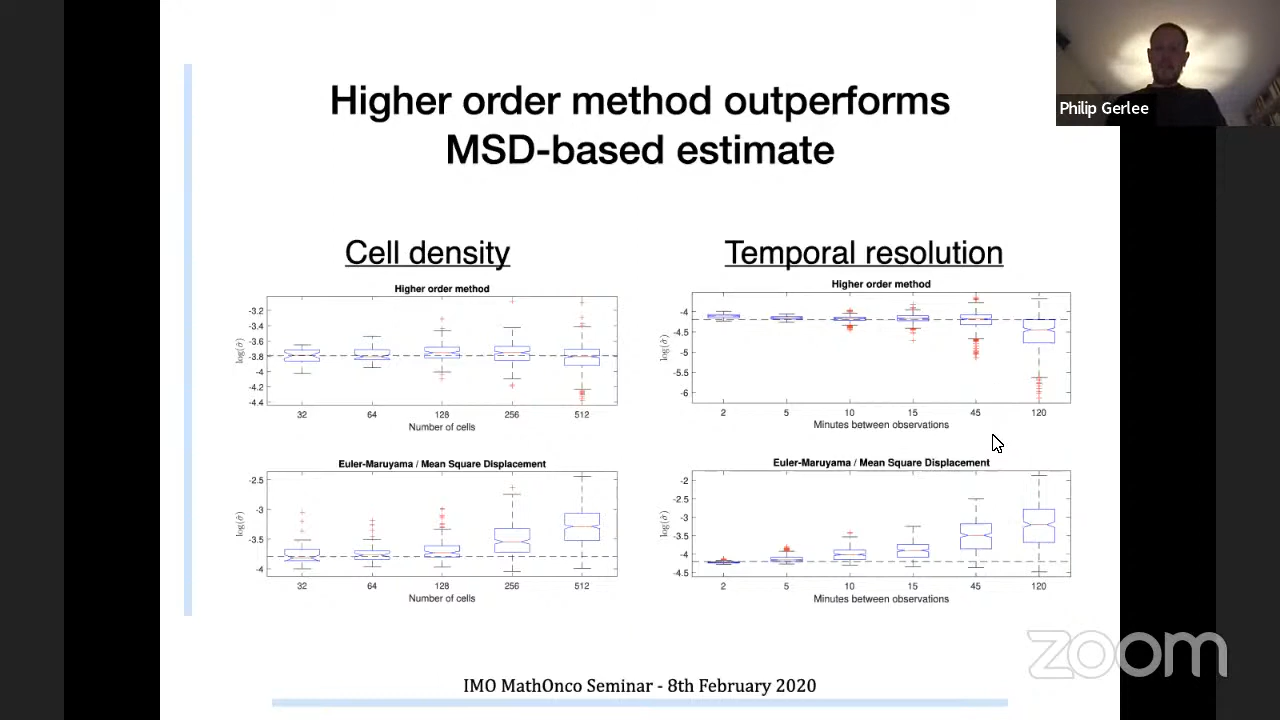 Higher order method outperforms
MSD-based estimate
Philip Gerlee
Cell density
Higher order method
log(σ̂)
-3.2
-3.4
-3.6
-3.8
-4
-4.2
-4.4
32 64 128 256 512
Number of cells
Euler-Maruyama / Mean Square Displacement
log(σ̂)
-2.5
-3
-3.5
-4
32 64 128 256 512
Number of cells
Temporal resolution
Higher order method
log(σ̂)
-4
-4.5
-5
-5.5
-6
2 5 10 15 45 120
Minutes between observations
Euler-Maruyama / Mean Square Displacement
log(σ̂)
-2
-2.5
-3
-3.5
-4
-4.5
2 5 10 15 45 120
Minutes between observations
IMO MathOnco Seminar - 8th February 2020
zoom